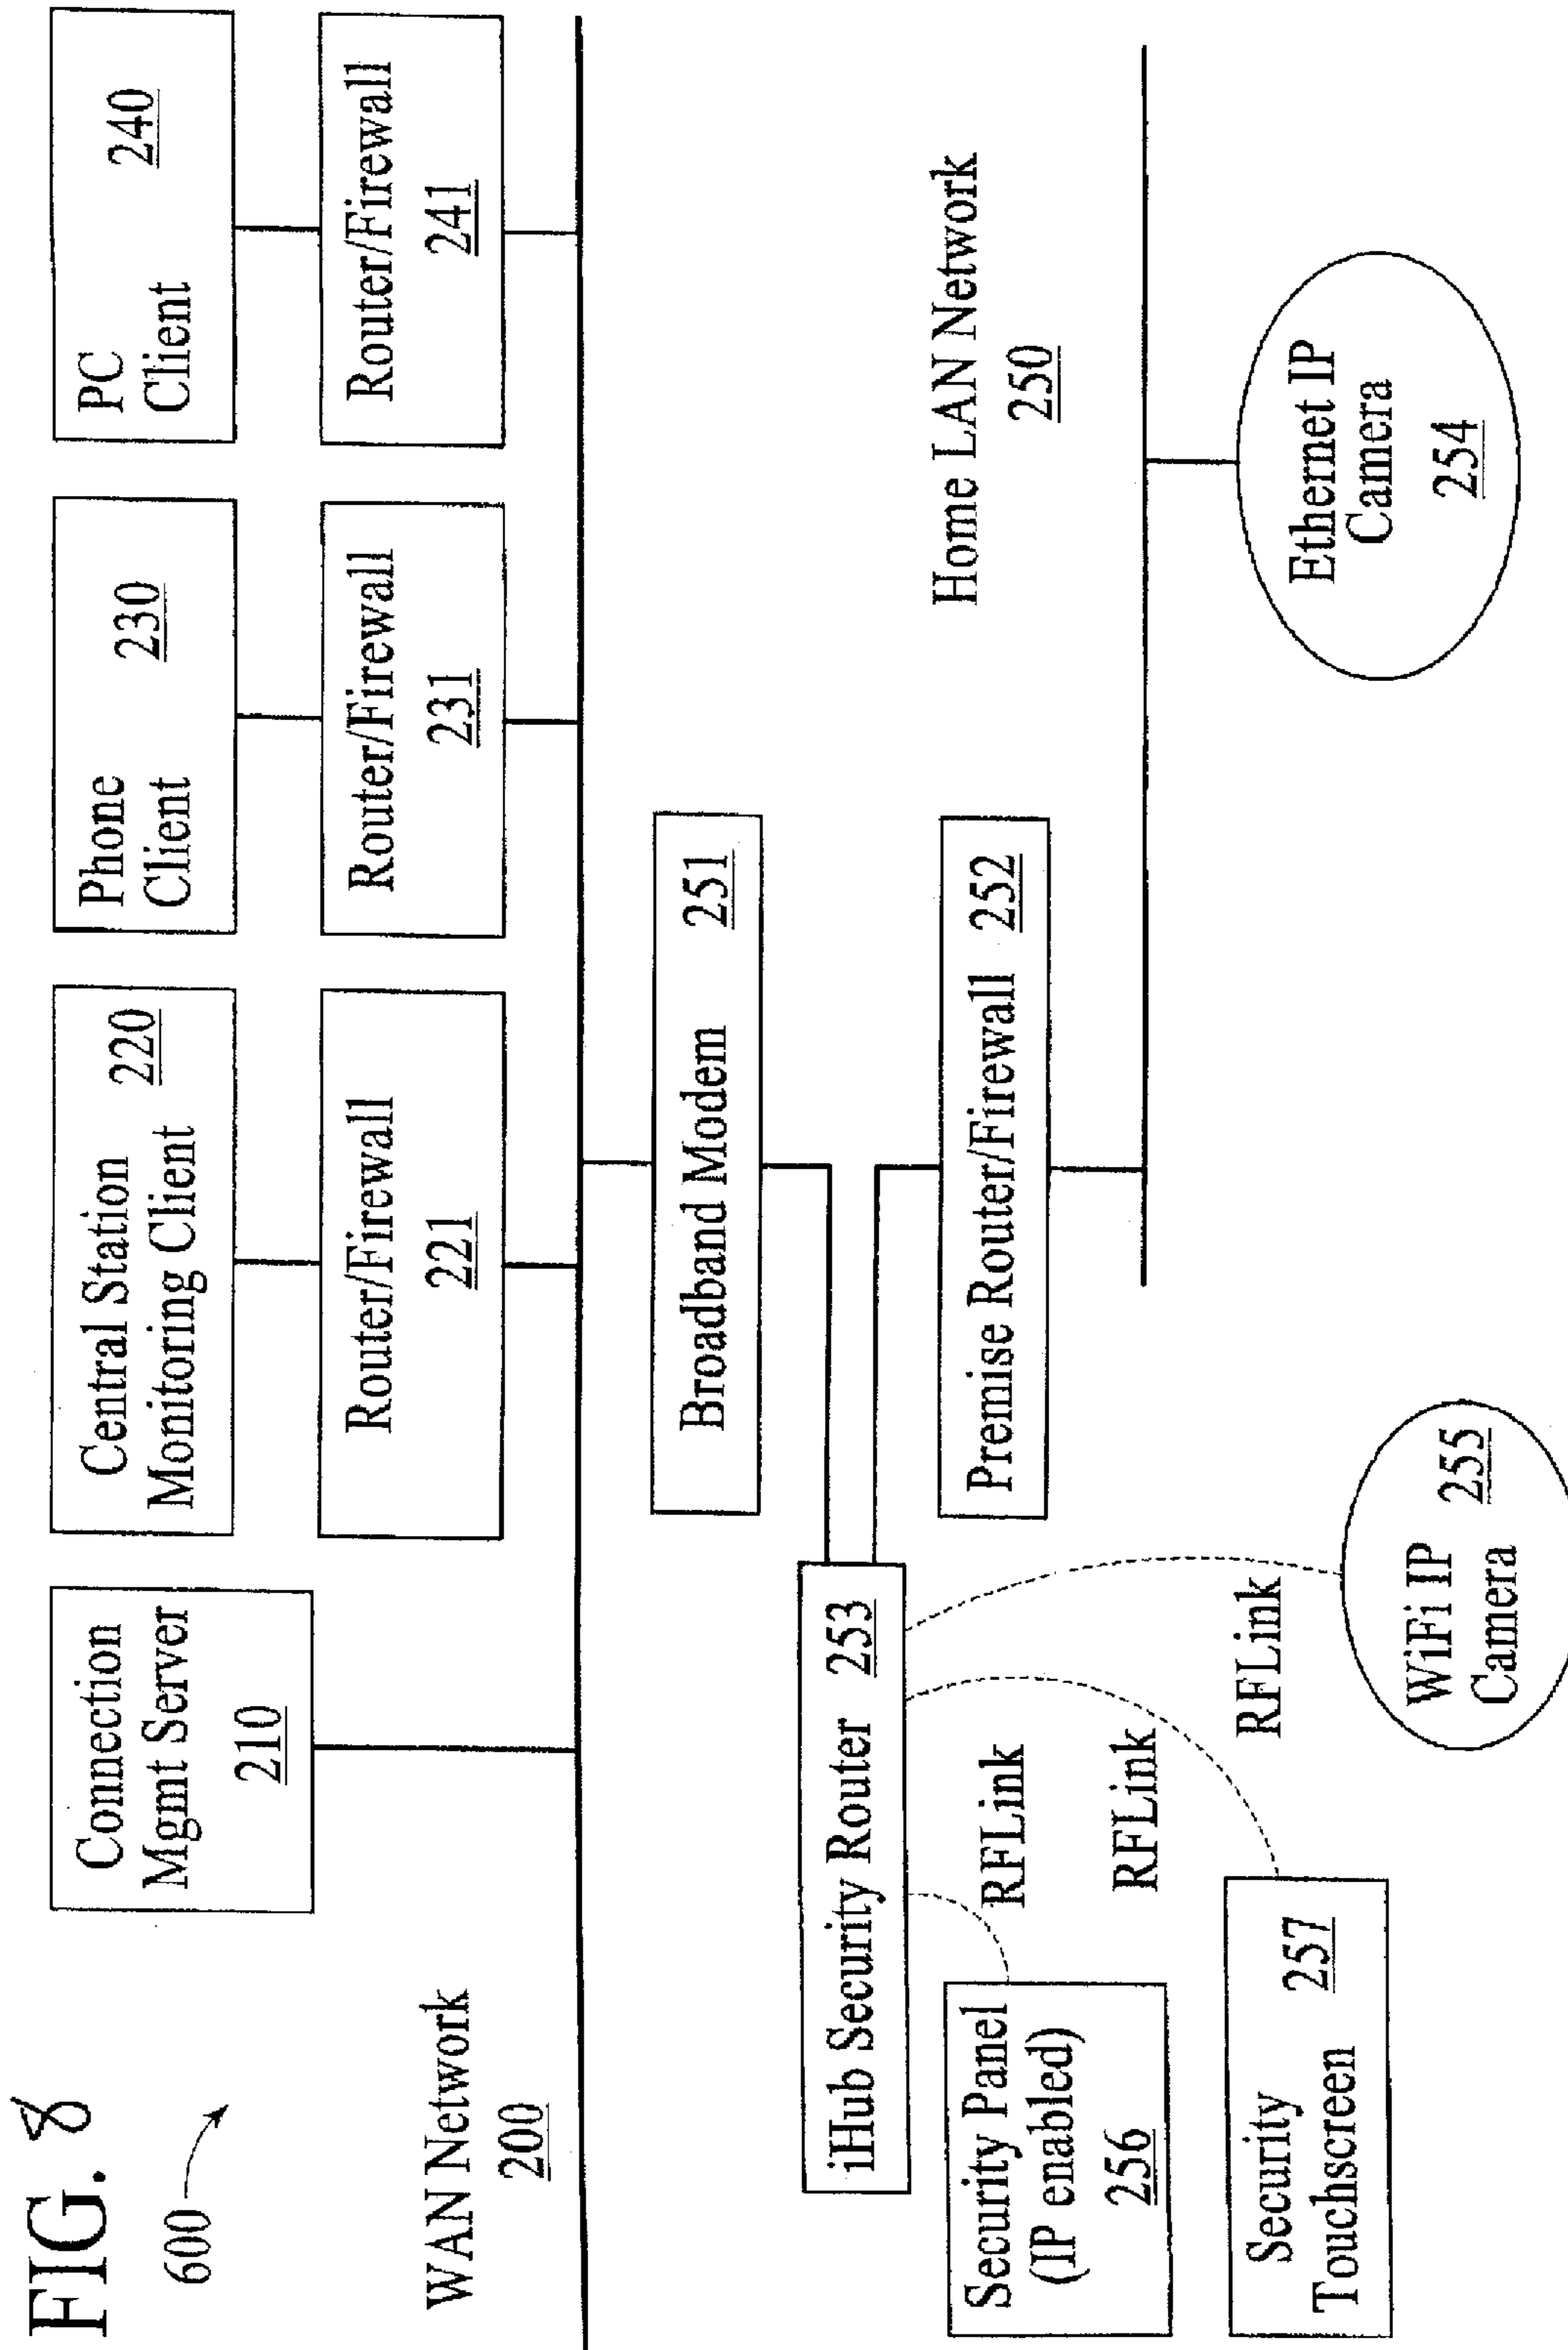 FIG. 8
600
Connection
Mgmt Server
210
Central Station
Monitoring Client 220
Phone
Client 230
PC
Client 240
Router/Firewall
221
Router/Firewall
231
Router/Firewall
241
WAN Network
200
Broadband Modem 251
iHub Security Router 253
Premise Router/Firewall 252
Home LAN Network
250
Security Panel
(IP enabled)
256
RFLink
RFLink
RFLink
Security
Touchscreen 257
WiFi IP
Camera 255
Ethernet IP
Camera
254